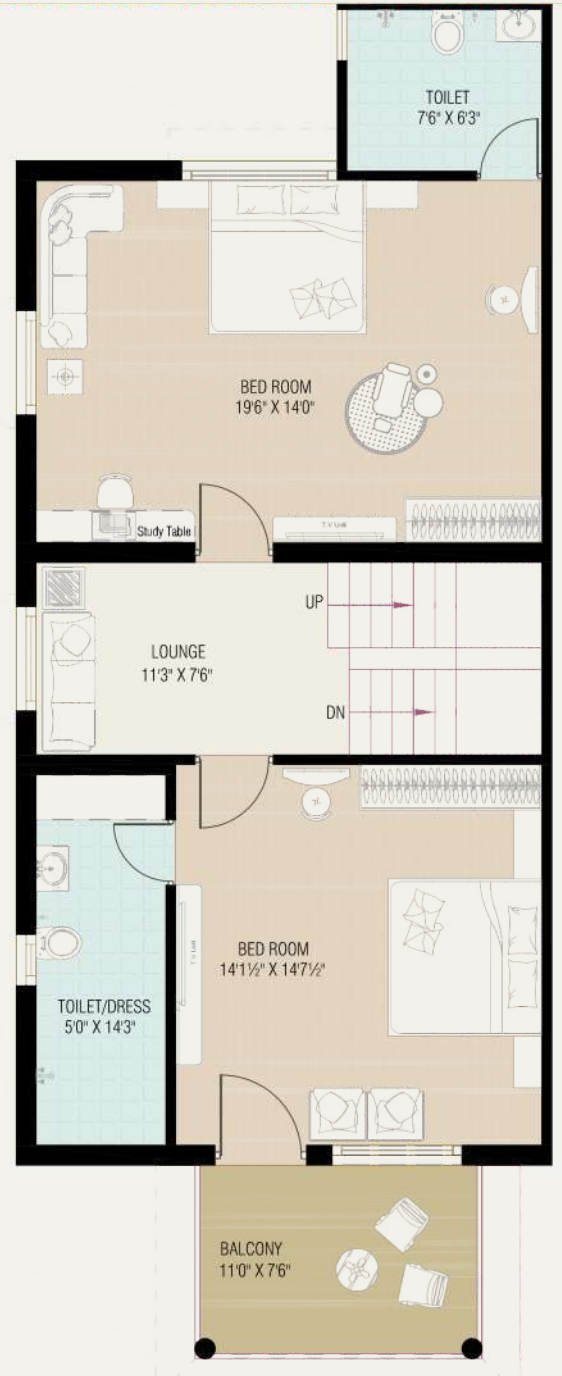 TOILET
7'6" X 6'3"
BED ROOM
19'6" X 14'0"
Study Table
T.V Unit
UP
LOUNGE
11'3" X 7'6"
DN
BED ROOM
14'1½" X 14'7½"
T.V Unit
TOILET/DRESS
5'0" X 14'3"
BALCONY
11'0" X 7'6"